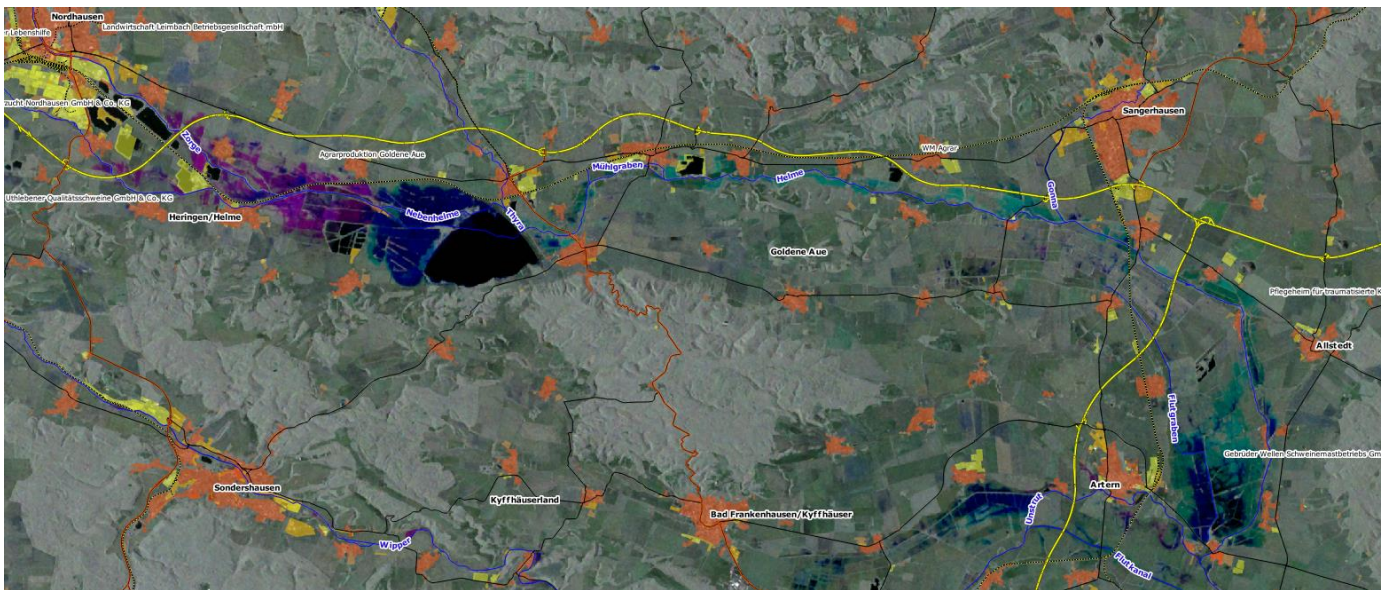 Nordhausen
Landwirtschaft Leimbach Betriebsgesellschaft mbH
er Lebenshilfe
zucht Nordhausen GmbH & Co. KG
Zorge
Sangerhausen
Agrarproduktion Goldene Aue
WM Agrar
Mühlgraben
Helme
Uthlebener Qualitätsschweine GmbH & Co. KG
Heringen/Helme
Nebenhelme
Thyra
Gonna
Goldene Aue
Pflegeheim für traumatisierte K
Allstedt
Flutgraben
Gebrüder Wellen Schweinemastbetriebs Gm
Sondershausen
Kyffhäuserland
Artern
Bad Frankenhausen/Kyffhäuser
Unstrut
Wipper
Flutkanal